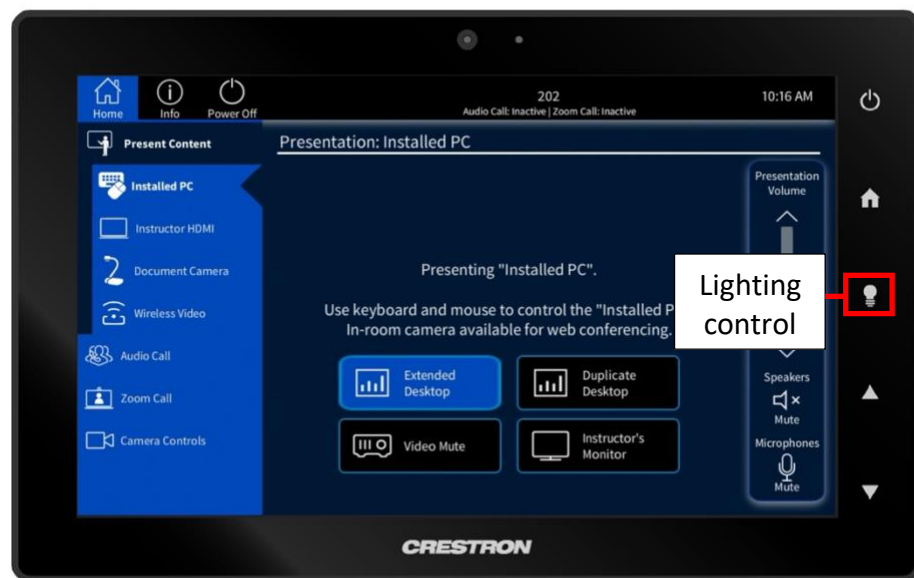 Home
Info
Power Off
202
Audio Call: Inactive | Zoom Call: Inactive
10:16 AM
Present Content
Presentation: Installed PC
Installed PC
Instructor HDMI
Document Camera
Wireless Video
Audio Call
Zoom Call
Camera Controls
Presenting "Installed PC".
Use keyboard and mouse to control the "Installed P
In-room camera available for web conferencing.
Extended
Desktop
Duplicate
Desktop
Video Mute
Instructor's
Monitor
Presentation
Volume
Lighting
control
Speakers
Mute
Microphones
Mute
CRESTRON